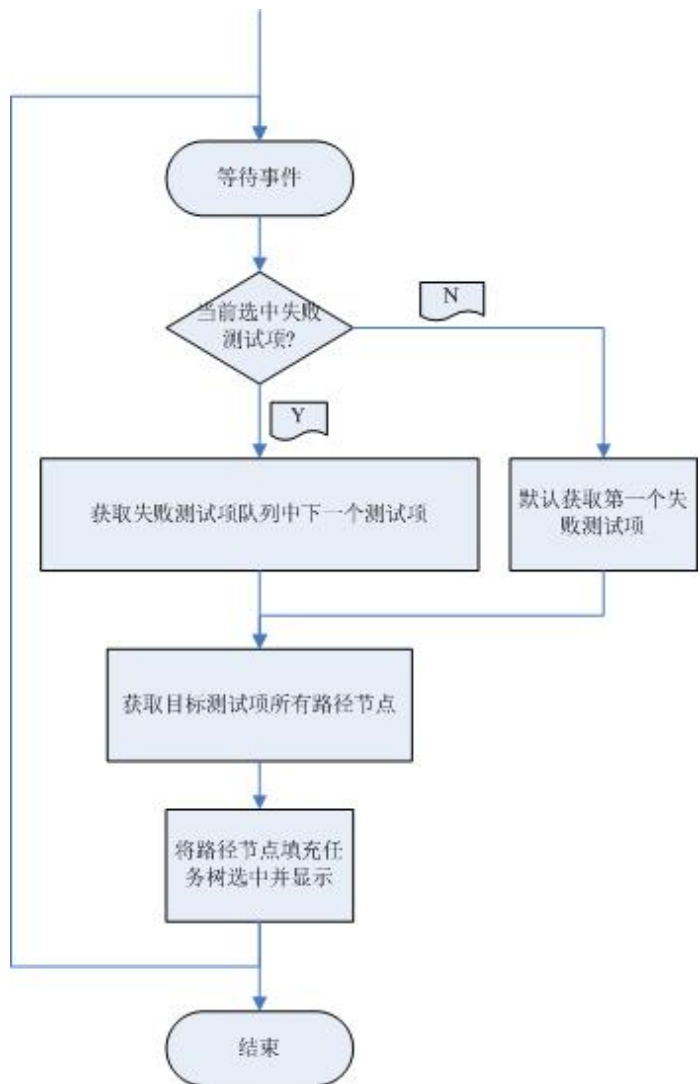 等待事件
当前选中失败
测试项?
N
Y
获取失败测试项队列中下一个测试项
默认获取第一个失
败测试项
获取目标测试项所有路径节点
将路径节点填充任
务树选中并显示
结束